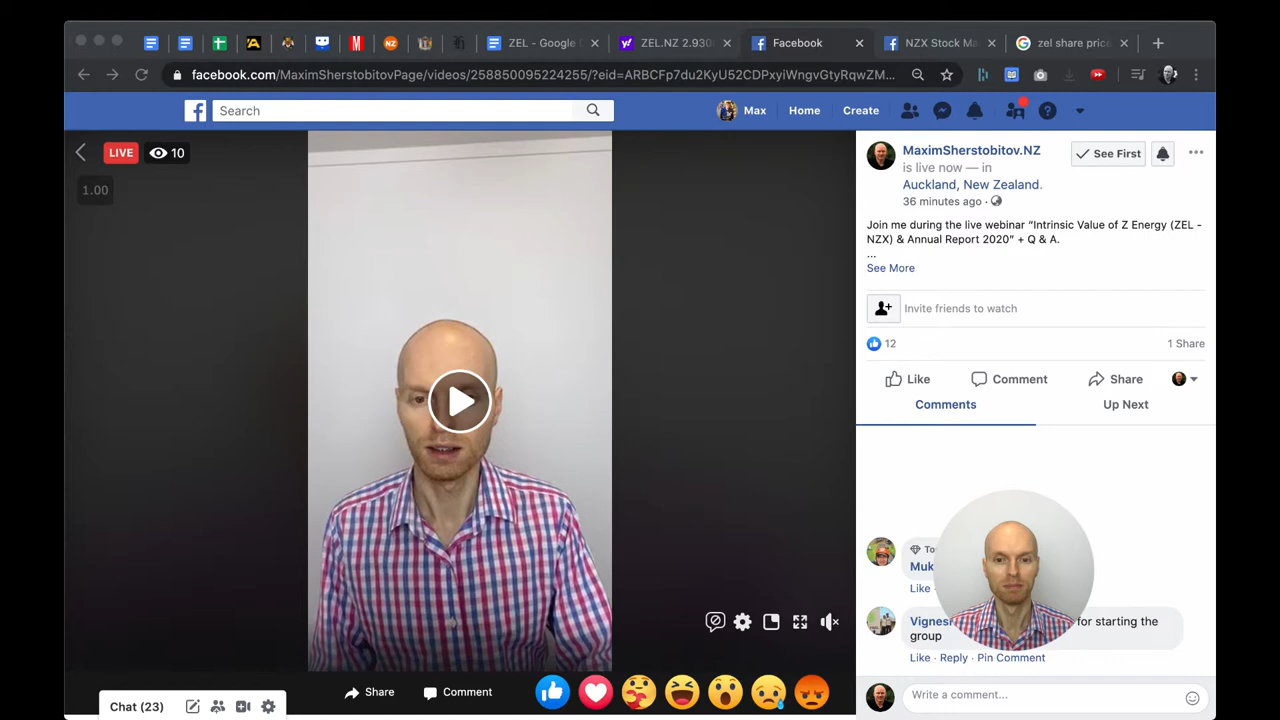 ZEL - Google
ZEL.NZ 2.930
Facebook
NZX Stock Ma
zel share price
facebook.com/MaximSherstobitovPage/videos/258850095224255/?eid=ARBCFp7du2KyU52CDPxyiWngvGtyRqwZM...
Search
Max
Home
Create
LIVE
10
1.00
MaximSherstobitov.NZ
is live now — in
Auckland, New Zealand.
36 minutes ago ·
See First
Join me during the live webinar “Intrinsic Value of Z Energy (ZEL -
NZX) & Annual Report 2020” + Q & A.
...
See More
Invite friends to watch
12
1 Share
Like
Comment
Share
Comments
Up Next
To
Muk
Like ·
Vignes
for starting the
group
Like · Reply · Pin Comment
Write a comment...
Share
Comment
Chat (23)